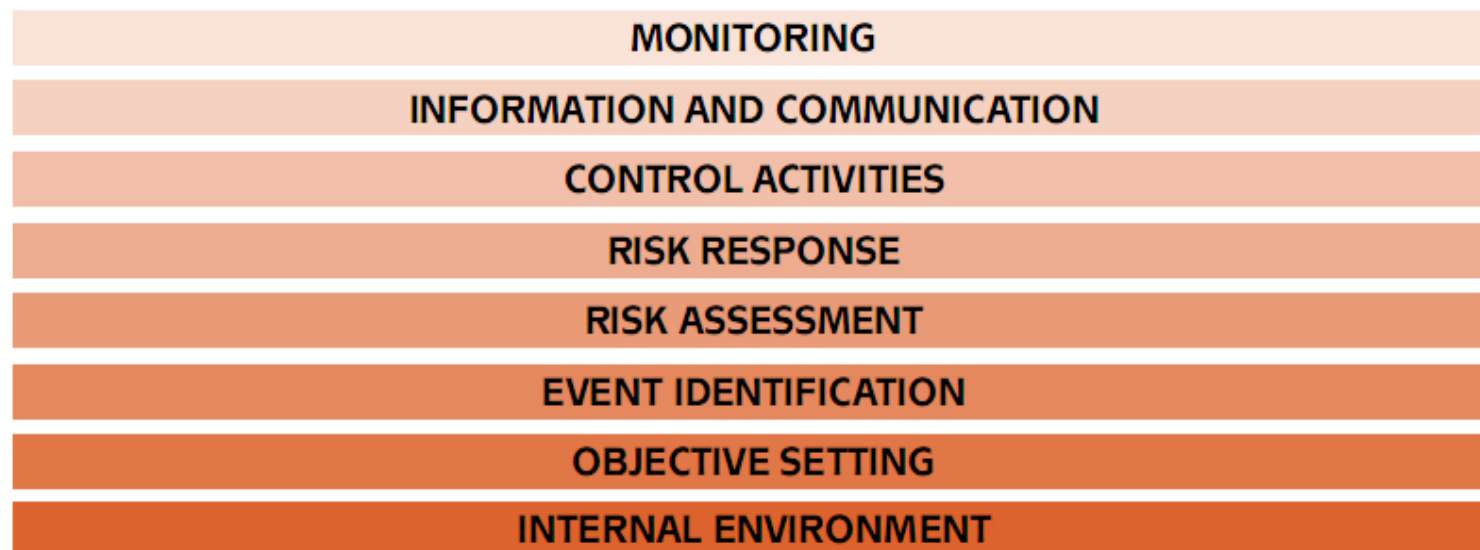 MONITORING
INFORMATION AND COMMUNICATION
CONTROL ACTIVITIES
RISK RESPONSE
RISK ASSESSMENT
EVENT IDENTIFICATION
OBJECTIVE SETTING
INTERNAL ENVIRONMENT